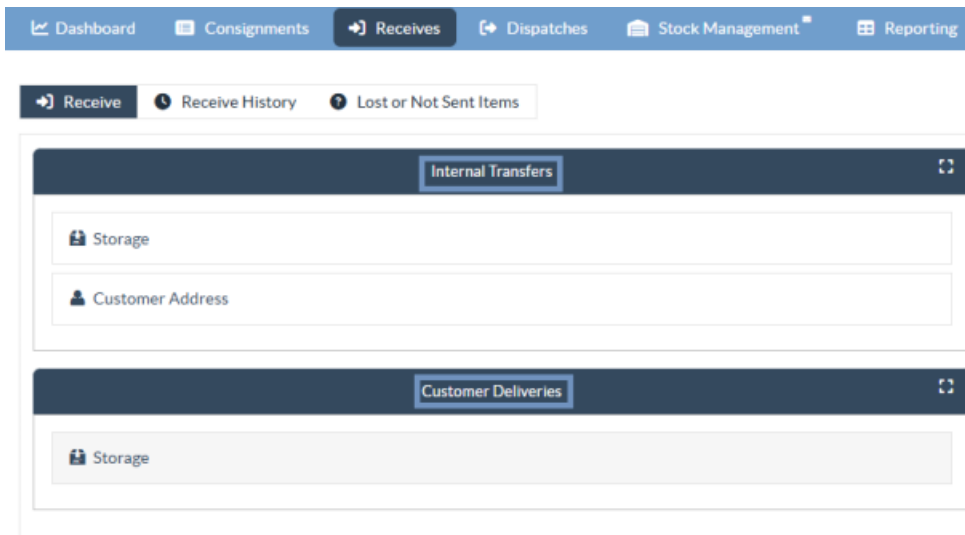 Dashboard Consignments Receives Dispatches Stock Management Reporting
Receive Receive History Lost or Not Sent Items
Internal Transfers
Storage
Customer Address
Customer Deliveries
Storage